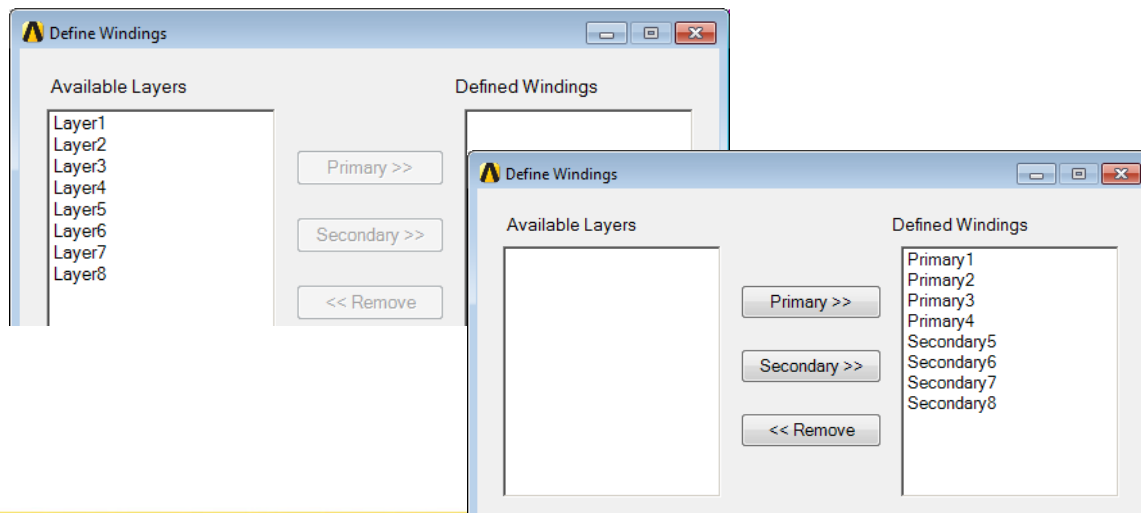 Define Windings
Available Layers
Defined Windings
Layer1
Layer2
Layer3
Layer4
Layer5
Layer6
Layer7
Layer8
Primary >>
Secondary >>
<< Remove
Define Windings
Available Layers
Defined Windings
Primary >>
Secondary >>
<< Remove
Primary1
Primary2
Primary3
Primary4
Secondary5
Secondary6
Secondary7
Secondary8